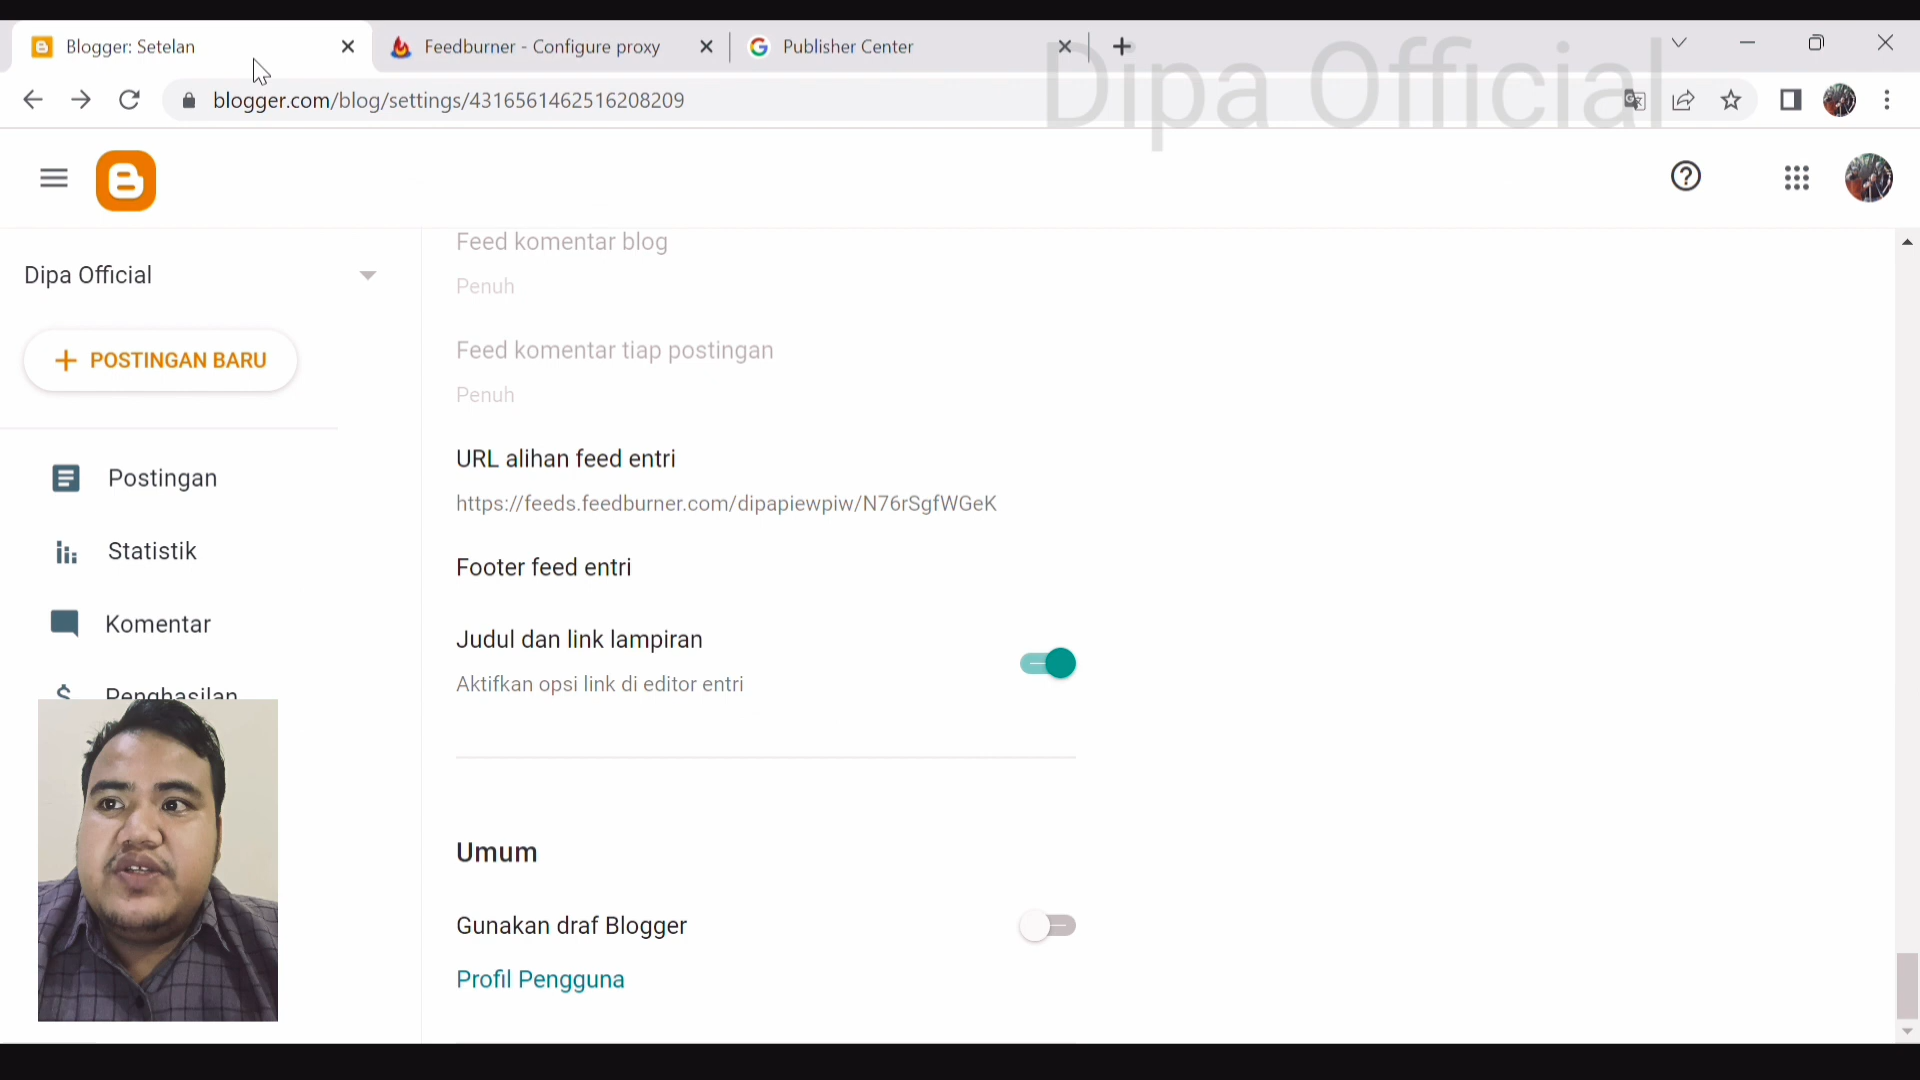 Blogger: Setelan
Feedburner - Configure proxy
Publisher Center
blogger.com/blog/settings/4316561462516208209
Dipa Official
Dipa Official
POSTINGAN BARU
Postingan
Statistik
Komentar
Penghasilan
Feed komentar blog
Penuh
Feed komentar tiap postingan
Penuh
URL alihan feed entri
https://feeds.feedburner.com/dipapiewpiw/N76rSgfWGeK
Footer feed entri
Judul dan link lampiran
Aktifkan opsi link di editor entri
Umum
Gunakan draf Blogger
Profil Pengguna